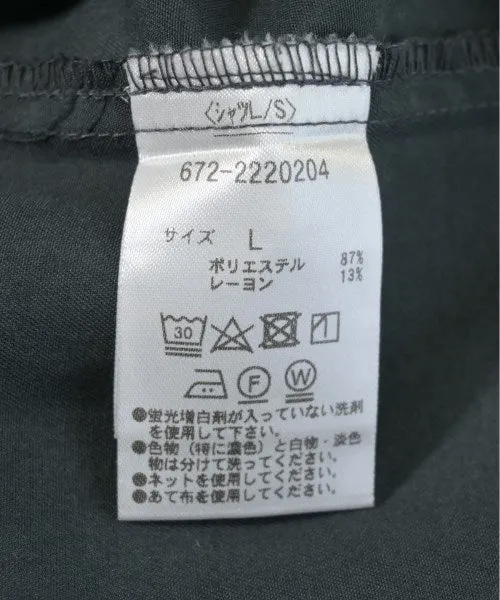 〈シャツL/S〉
672-2220204
サイズ L
ポリエステル 87%
レーヨン 13%
30
F W
●蛍光増白剤が入っていない洗剤
を使用して下さい。
●色物(特に濃色)と白物・淡色
物は分けて洗ってください。
●ネットを使用してください。
●あて布を使用してください。